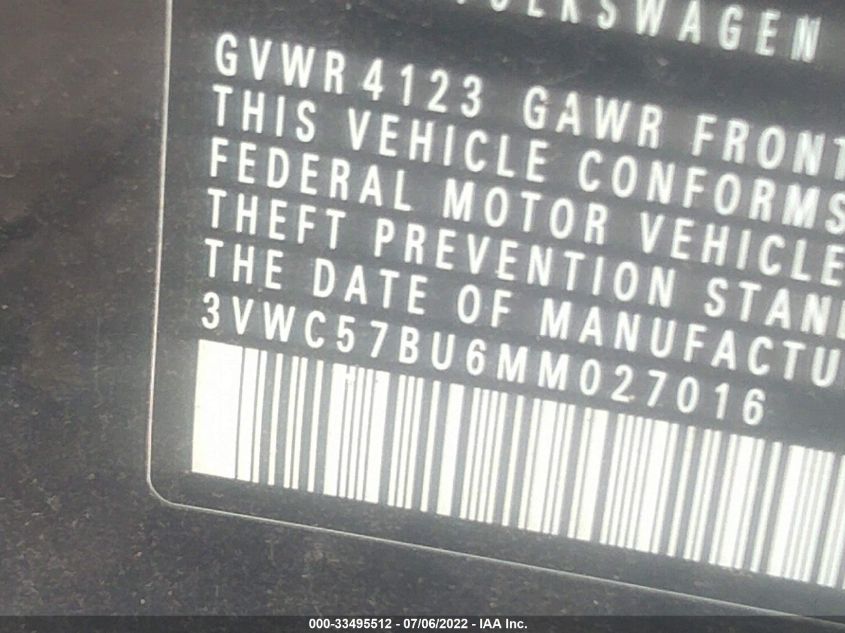 VOLKSWAGEN
GVWR 4123 GAWR FRONT
THIS VEHICLE CONFORMS
FEDERAL MOTOR VEHICLE
THEFT PREVENTION STAN
THE DATE OF MANUFACTU
3VWC57BU6MM027016
000-33495512 - 07/06/2022 - IAA Inc.